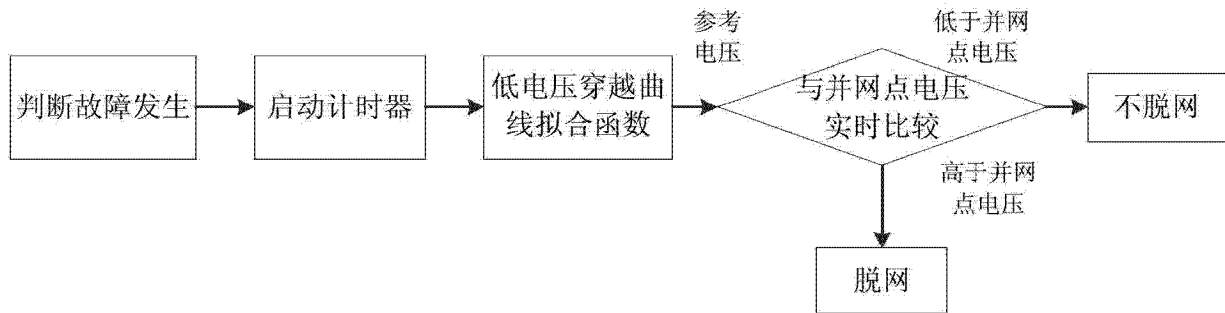 判断故障发生
启动计时器
低电压穿越曲
线拟合函数
参考
电压
与并网点电压
实时比较
低于并网
点电压
不脱网
高于并网
点电压
脱网